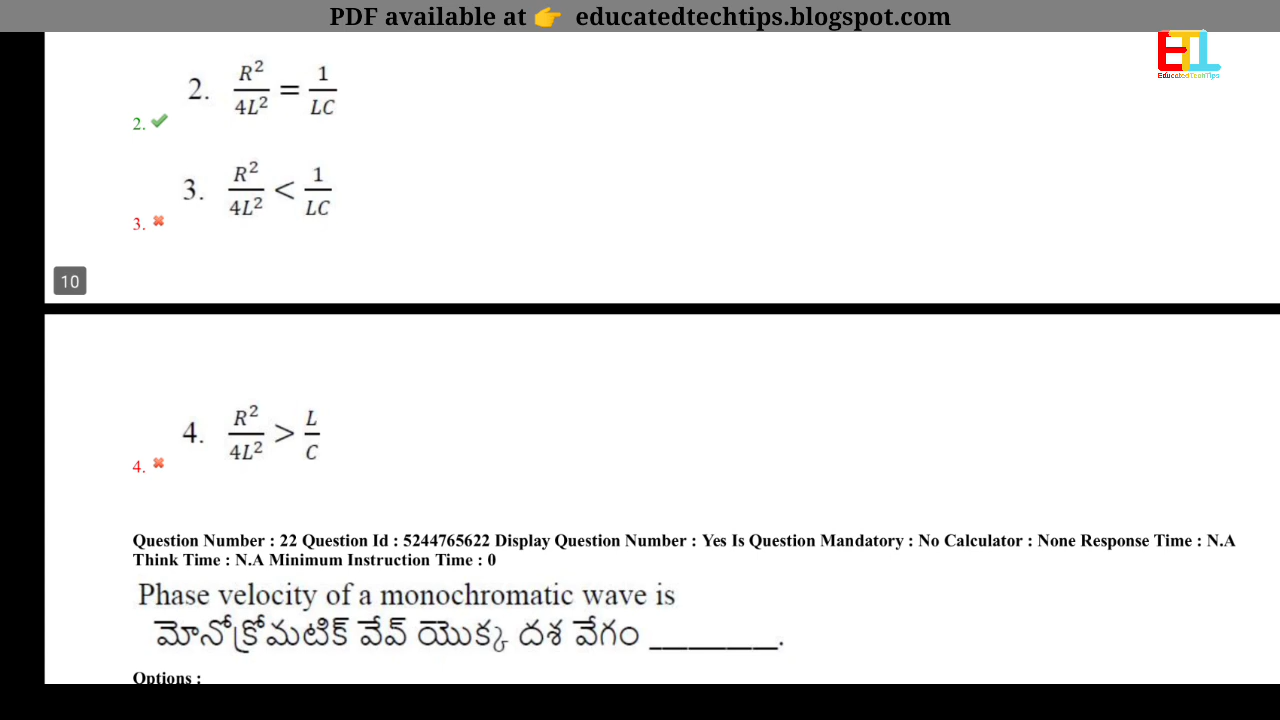 PDF available at 👉 educatedtechtips.blogspot.com
ETL
EducatedTechTips
2. R²/4L² = 1/LC
2.
3. R²/4L² < 1/LC
3.
10
4. R²/4L² > L/C
4.
Question Number : 22 Question Id : 5244765622 Display Question Number : Yes Is Question Mandatory : No Calculator : None Response Time : N.A
Think Time : N.A Minimum Instruction Time : 0
Phase velocity of a monochromatic wave is
మోనోక్రోమటిక్ వేవ్ యొక్క దశ వేగం ________.
Options :